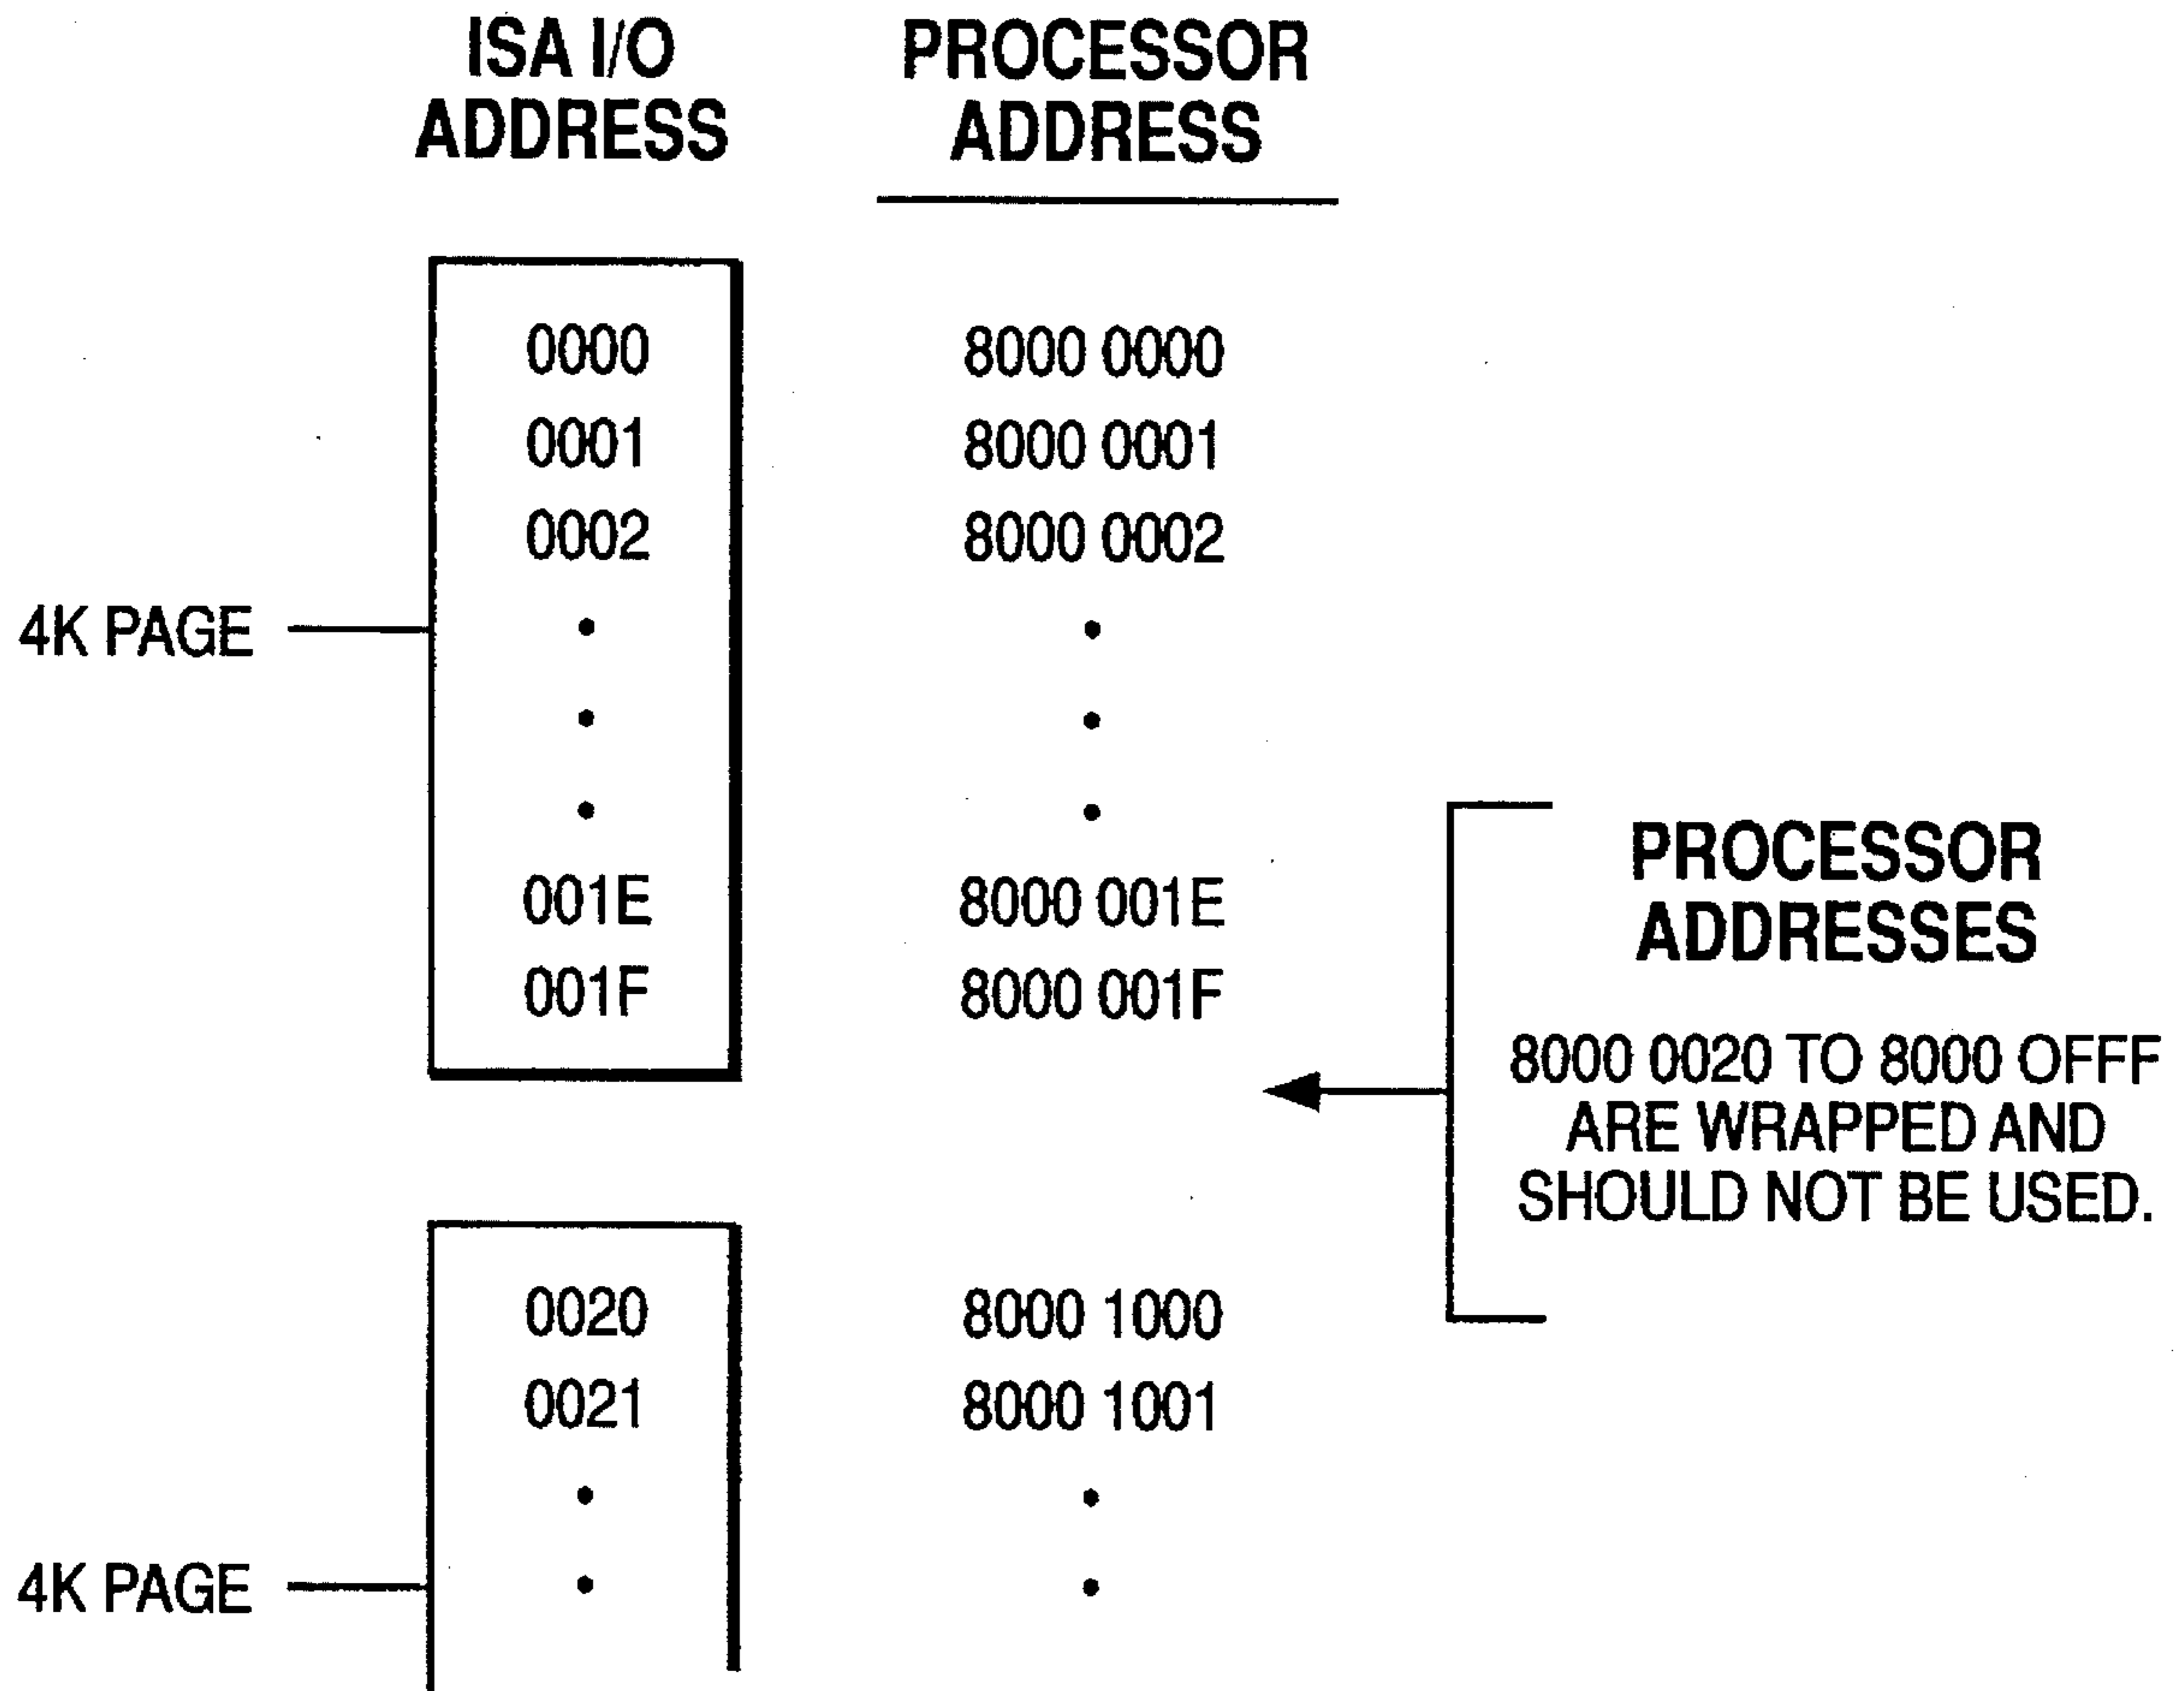 ISA I/O
ADDRESS
PROCESSOR
ADDRESS
0000 8000 0000
0001 8000 0001
0002 8000 0002
4K PAGE
001E 8000 001E
001F 8000 001F
PROCESSOR
ADDRESSES
8000 0020 TO 8000 OFFF
ARE WRAPPED AND
SHOULD NOT BE USED.
0020 8000 1000
0021 8000 1001
4K PAGE